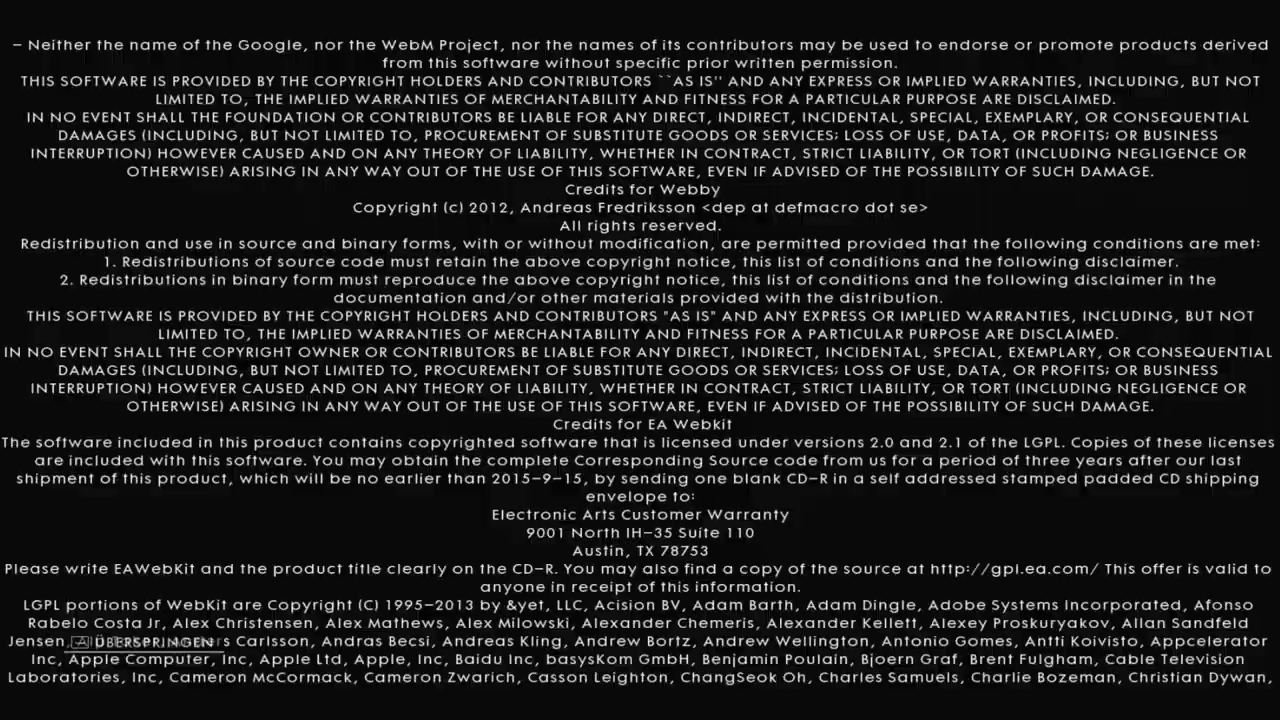 - Neither the name of the Google, nor the WebM Project, nor the names of its contributors may be used to endorse or promote products derived
from this software without specific prior written permission.
THIS SOFTWARE IS PROVIDED BY THE COPYRIGHT HOLDERS AND CONTRIBUTORS ``AS IS'' AND ANY EXPRESS OR IMPLIED WARRANTIES, INCLUDING, BUT NOT
LIMITED TO, THE IMPLIED WARRANTIES OF MERCHANTABILITY AND FITNESS FOR A PARTICULAR PURPOSE ARE DISCLAIMED.
IN NO EVENT SHALL THE FOUNDATION OR CONTRIBUTORS BE LIABLE FOR ANY DIRECT, INDIRECT, INCIDENTAL, SPECIAL, EXEMPLARY, OR CONSEQUENTIAL
DAMAGES (INCLUDING, BUT NOT LIMITED TO, PROCUREMENT OF SUBSTITUTE GOODS OR SERVICES; LOSS OF USE, DATA, OR PROFITS; OR BUSINESS
INTERRUPTION) HOWEVER CAUSED AND ON ANY THEORY OF LIABILITY, WHETHER IN CONTRACT, STRICT LIABILITY, OR TORT (INCLUDING NEGLIGENCE OR
OTHERWISE) ARISING IN ANY WAY OUT OF THE USE OF THIS SOFTWARE, EVEN IF ADVISED OF THE POSSIBILITY OF SUCH DAMAGE.
Credits for Webby
Copyright (c) 2012, Andreas Fredriksson <dep at defmacro dot se>
All rights reserved.
Redistribution and use in source and binary forms, with or without modification, are permitted provided that the following conditions are met:
1. Redistributions of source code must retain the above copyright notice, this list of conditions and the following disclaimer.
2. Redistributions in binary form must reproduce the above copyright notice, this list of conditions and the following disclaimer in the
documentation and/or other materials provided with the distribution.
THIS SOFTWARE IS PROVIDED BY THE COPYRIGHT HOLDERS AND CONTRIBUTORS "AS IS" AND ANY EXPRESS OR IMPLIED WARRANTIES, INCLUDING, BUT NOT
LIMITED TO, THE IMPLIED WARRANTIES OF MERCHANTABILITY AND FITNESS FOR A PARTICULAR PURPOSE ARE DISCLAIMED.
IN NO EVENT SHALL THE COPYRIGHT OWNER OR CONTRIBUTORS BE LIABLE FOR ANY DIRECT, INDIRECT, INCIDENTAL, SPECIAL, EXEMPLARY, OR CONSEQUENTIAL
DAMAGES (INCLUDING, BUT NOT LIMITED TO, PROCUREMENT OF SUBSTITUTE GOODS OR SERVICES; LOSS OF USE, DATA, OR PROFITS; OR BUSINESS
INTERRUPTION) HOWEVER CAUSED AND ON ANY THEORY OF LIABILITY, WHETHER IN CONTRACT, STRICT LIABILITY, OR TORT (INCLUDING NEGLIGENCE OR
OTHERWISE) ARISING IN ANY WAY OUT OF THE USE OF THIS SOFTWARE, EVEN IF ADVISED OF THE POSSIBILITY OF SUCH DAMAGE.
Credits for EA Webkit
The software included in this product contains copyrighted software that is licensed under versions 2.0 and 2.1 of the LGPL. Copies of these licenses
are included with this software. You may obtain the complete Corresponding Source code from us for a period of three years after our last
shipment of this product, which will be no earlier than 2015-9-15, by sending one blank CD-R in a self addressed stamped padded CD shipping
envelope to:
Electronic Arts Customer Warranty
9001 North IH-35 Suite 110
Austin, TX 78753
Please write EAWebKit and the product title clearly on the CD-R. You may also find a copy of the source at http://gpl.ea.com/ This offer is valid to
anyone in receipt of this information.
LGPL portions of WebKit are Copyright (C) 1995-2013 by &yet, LLC, Acision BV, Adam Barth, Adam Dingle, Adobe Systems Incorporated, Afonso
Rabelo Costa Jr, Alex Christensen, Alex Mathews, Alex Milowski, Alexander Chemeris, Alexander Kellett, Alexey Proskuryakov, Allan Sandfeld
Jensen, ÜBERSPRINGEN Carlsson, Andras Becsi, Andreas Kling, Andrew Bortz, Andrew Wellington, Antonio Gomes, Antti Koivisto, Appcelerator
Inc, Apple Computer, Inc, Apple Ltd, Apple, Inc, Baidu Inc, basysKom GmbH, Benjamin Poulain, Bjoern Graf, Brent Fulgham, Cable Television
Laboratories, Inc, Cameron McCormack, Cameron Zwarich, Casson Leighton, ChangSeok Oh, Charles Samuels, Charlie Bozeman, Christian Dywan,